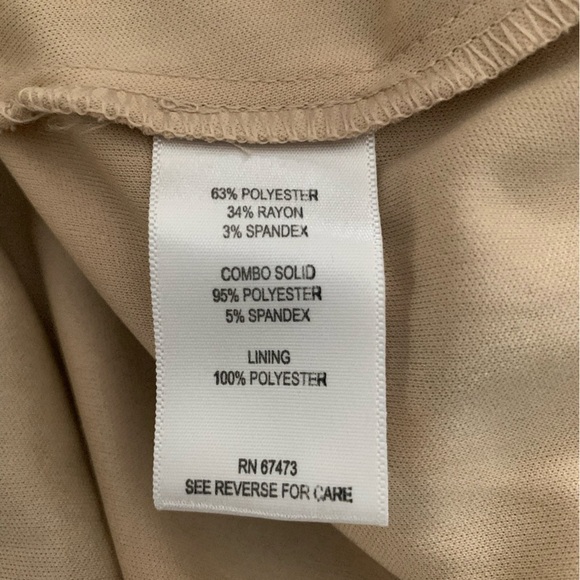 63% POLYESTER
34% RAYON
3% SPANDEX
COMBO SOLID
95% POLYESTER
5% SPANDEX
LINING
100% POLYESTER
RN 67473
SEE REVERSE FOR CARE